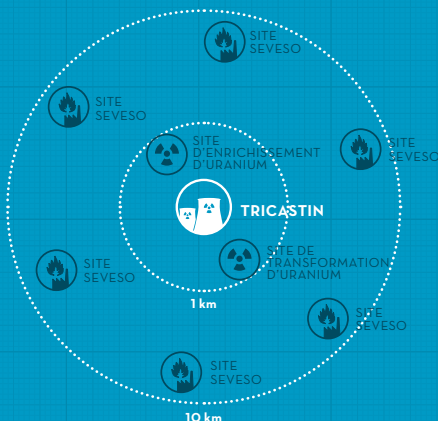 SITE
SEVESO
SITE
SEVESO
SITE
D'ENRICHISSEMENT
D'URANIUM
SITE
SEVESO
TRICASTIN
SITE
SEVESO
SITE DE
TRANSFORMATION
D'URANIUM
1 km
SITE
SEVESO
SITE
SEVESO
10 km